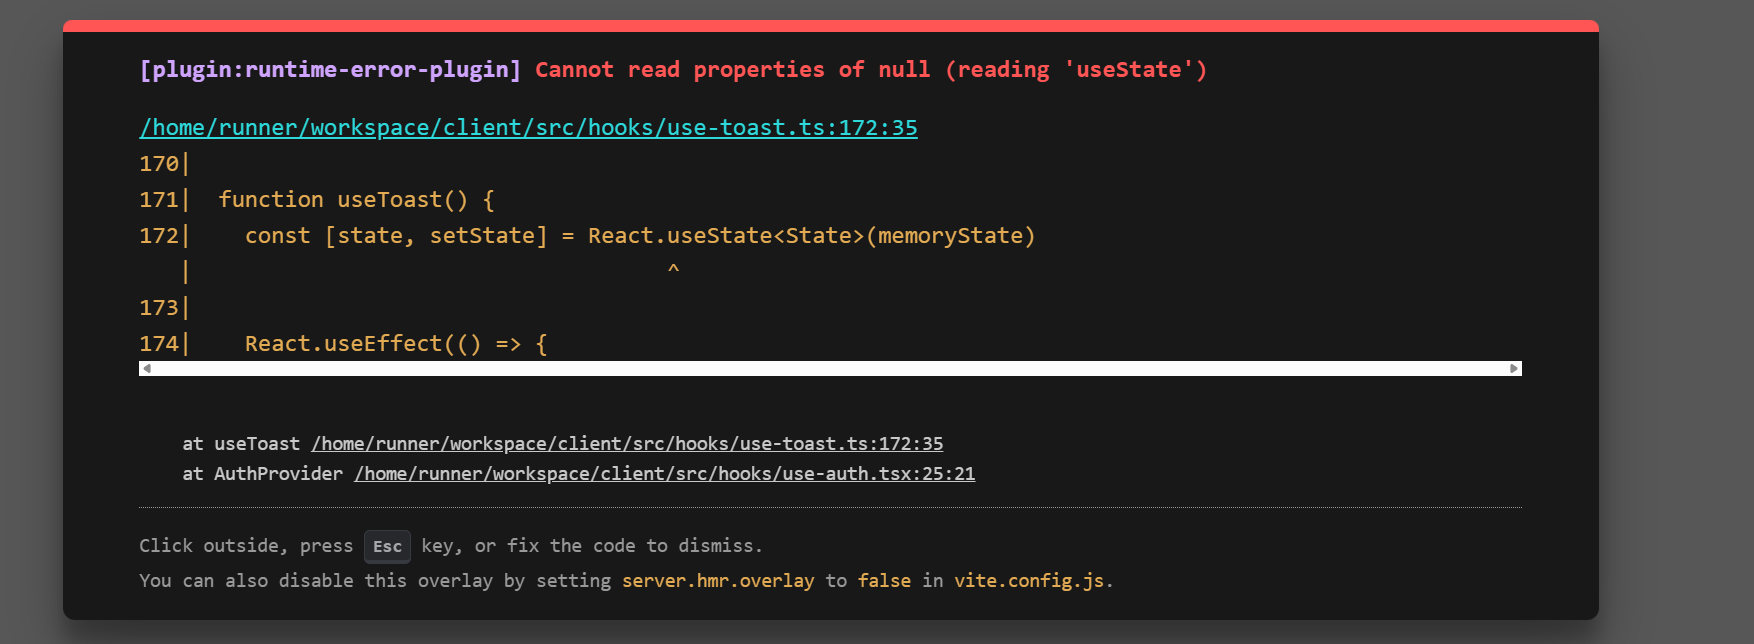 [plugin:runtime-error-plugin] Cannot read properties of null (reading 'useState')
/home/runner/workspace/client/src/hooks/use-toast.ts:172:35
170|
171|  function useToast() {
172|    const [state, setState] = React.useState<State>(memoryState)
   |                                    ^
173|
174|    React.useEffect(() => {
at useToast /home/runner/workspace/client/src/hooks/use-toast.ts:172:35
at AuthProvider /home/runner/workspace/client/src/hooks/use-auth.tsx:25:21
Click outside, press Esc key, or fix the code to dismiss.
You can also disable this overlay by setting server.hmr.overlay to false in vite.config.js.